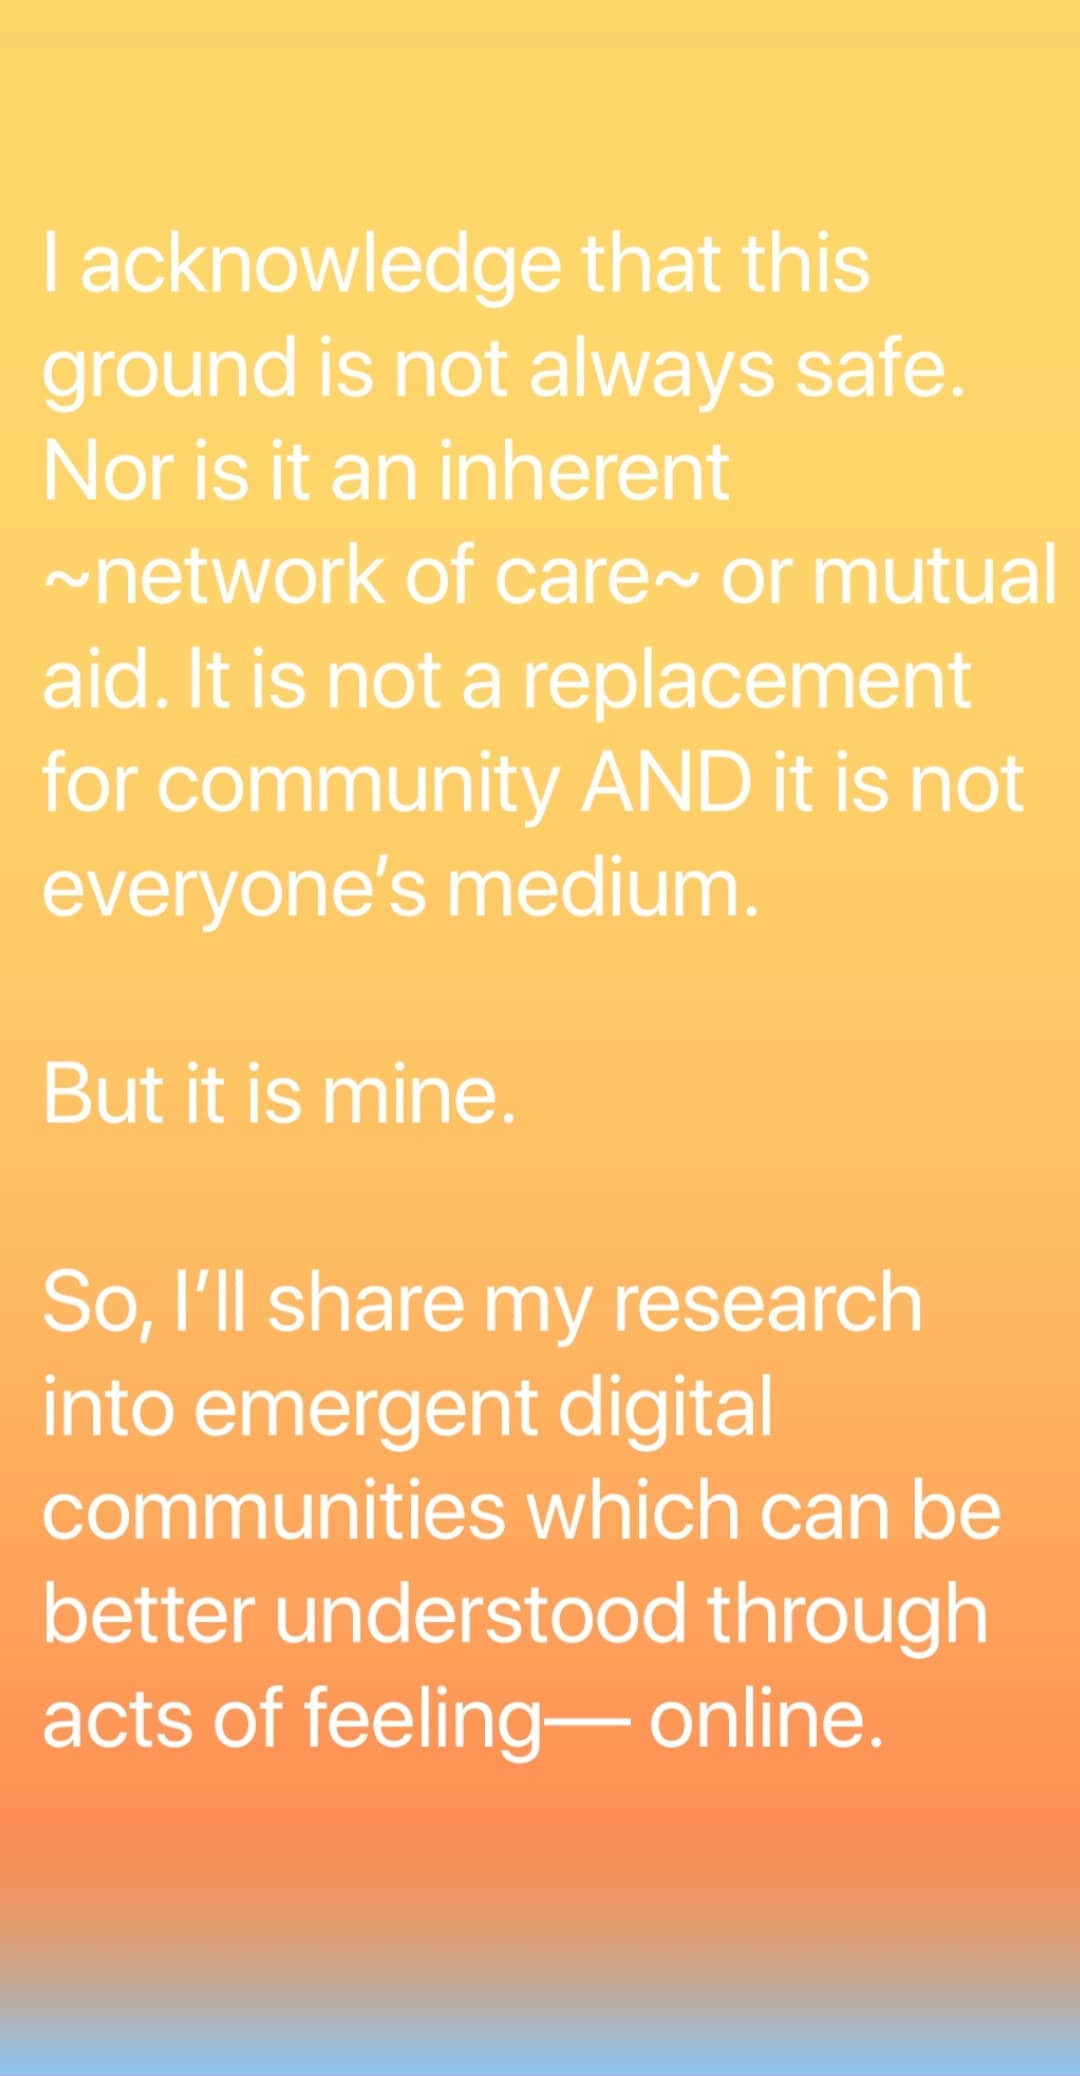 I acknowledge that this
ground is not always safe.
Nor is it an inherent
~network of care~ or mutual
aid. It is not a replacement
for community AND it is not
everyone’s medium.
But it is mine.
So, I’ll share my research
into emergent digital
communities which can be
better understood through
acts of feeling— online.